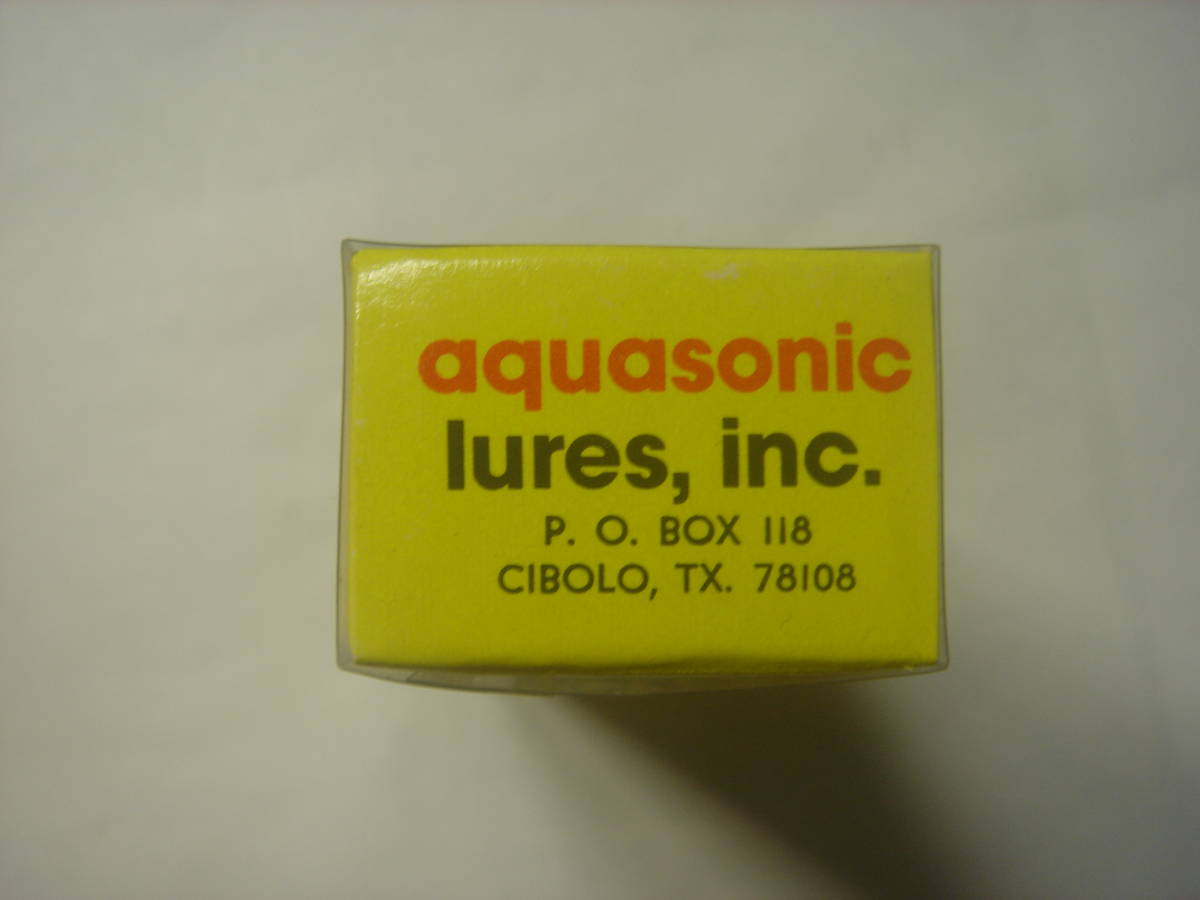 aquasonic
lures, inc.
P. O. BOX 118
CIBOLO, TX. 78108